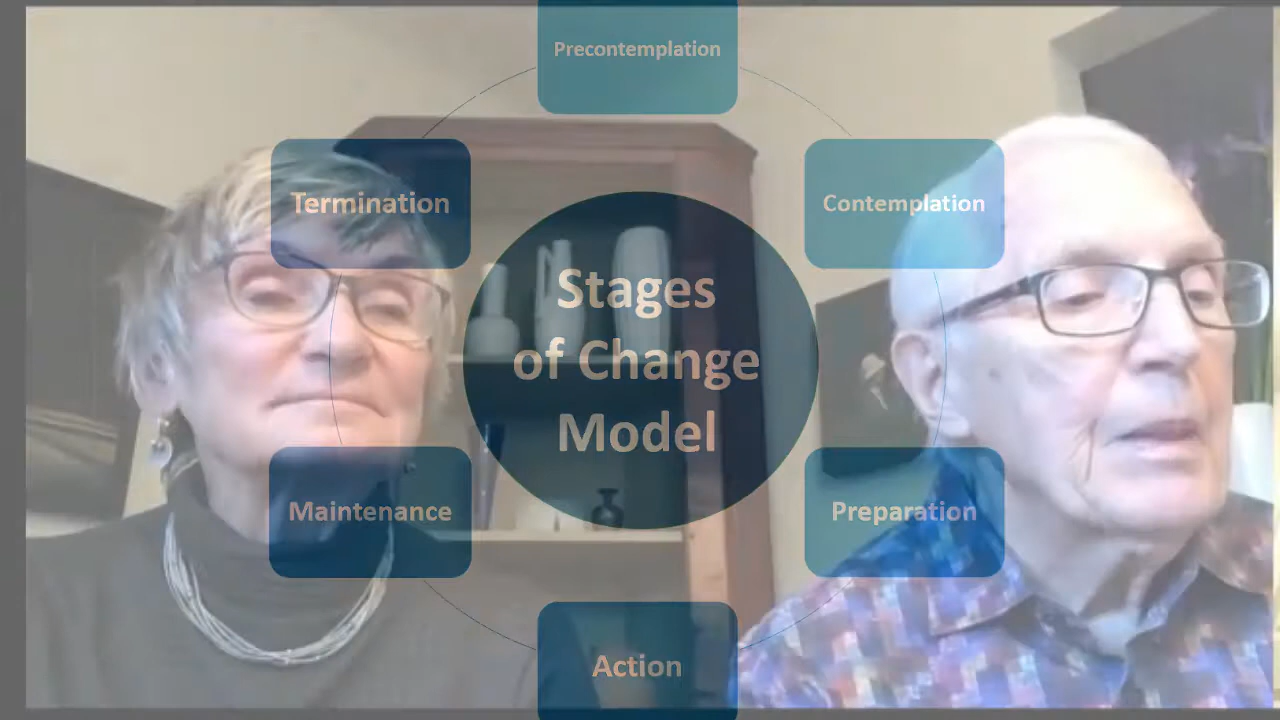 Precontemplation
Termination
Contemplation
Stages
of Change
Model
Maintenance
Preparation
Action